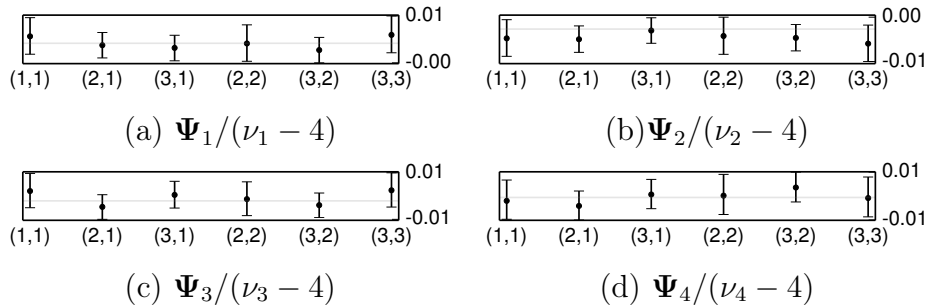 0.01 0.00
-0.00 -0.01
(1,1) (2,1) (3,1) (2,2) (3,2) (3,3) (1,1) (2,1) (3,1) (2,2) (3,2) (3,3)
(a) Ψ₁/(ν₁ − 4) (b)Ψ₂/(ν₂ − 4)
0.01 0.01
-0.01 -0.01
(1,1) (2,1) (3,1) (2,2) (3,2) (3,3) (1,1) (2,1) (3,1) (2,2) (3,2) (3,3)
(c) Ψ₃/(ν₃ − 4) (d) Ψ₄/(ν₄ − 4)